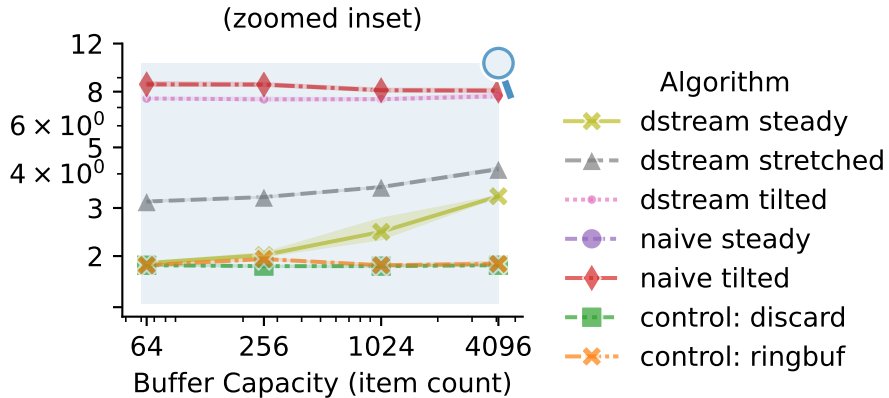 (zoomed inset)
12
8
6 × 10⁰
5
4 × 10⁰
3
2
64 256 1024 4096
Buffer Capacity (item count)
Algorithm
dstream steady
dstream stretched
dstream tilted
naive steady
naive tilted
control: discard
control: ringbuf